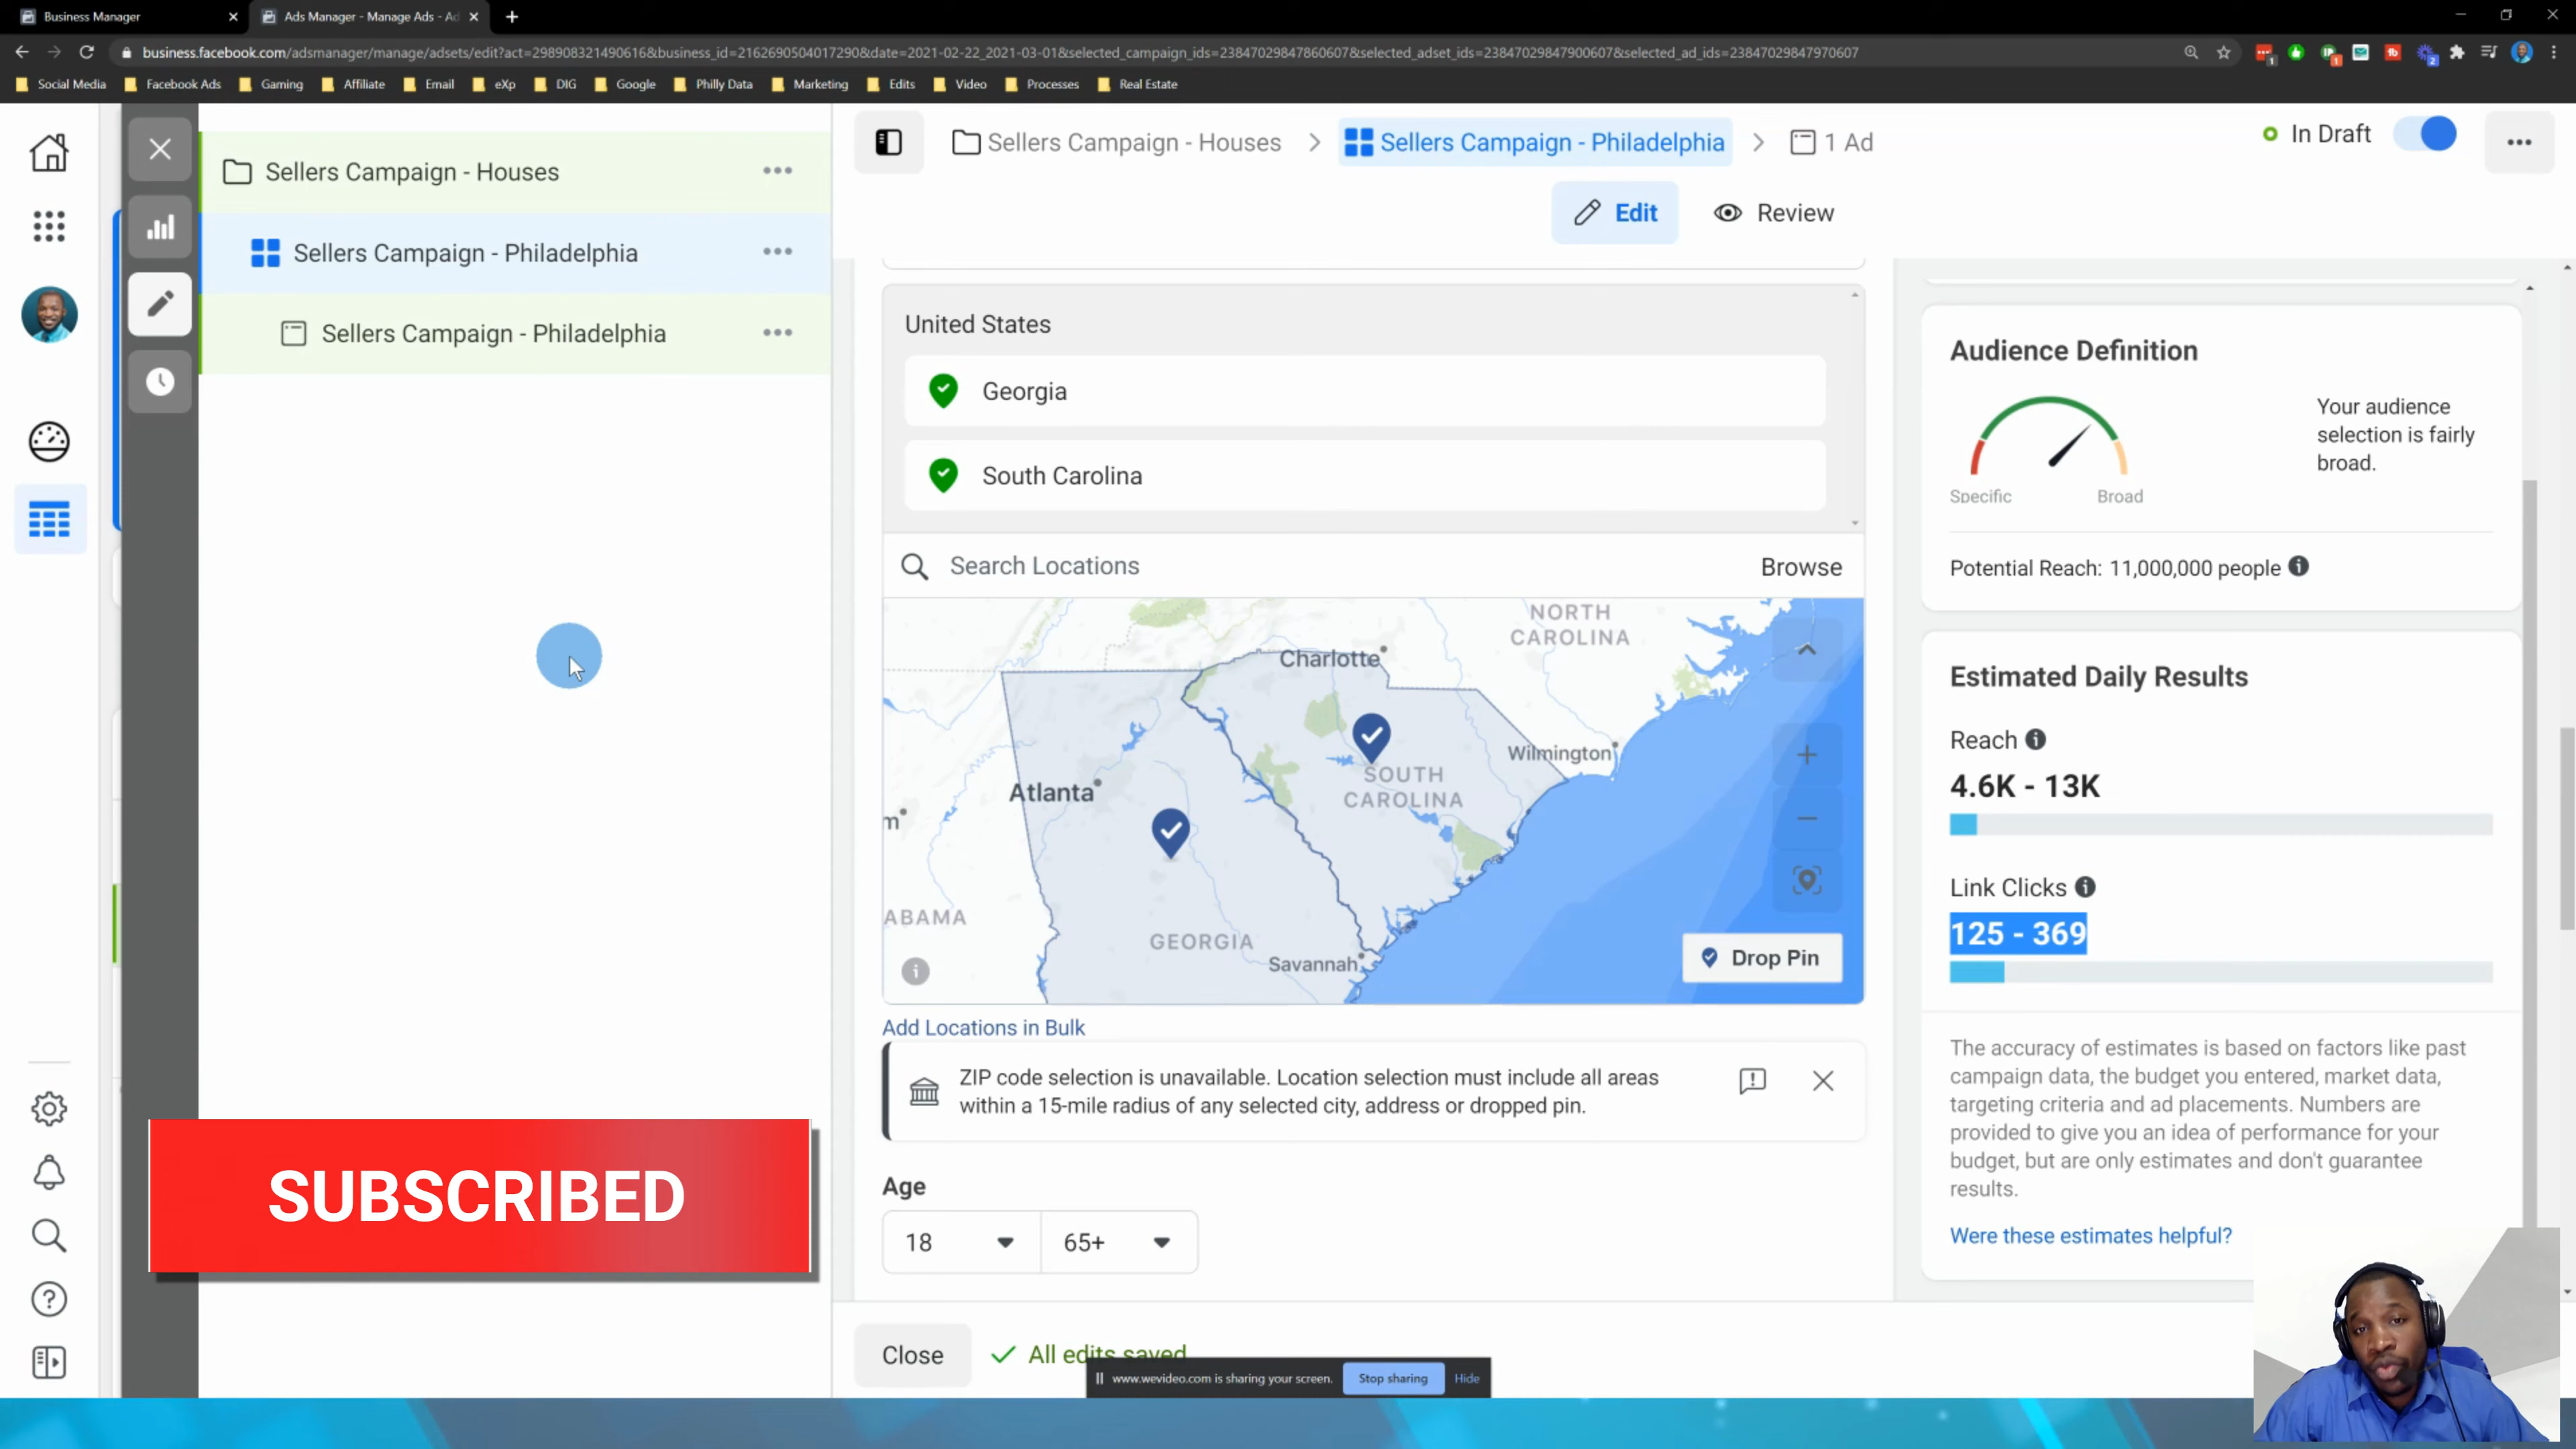 Business Manager
Ads Manager - Manage Ads - Ad
business.facebook.com/adsmanager/manage/adsets/edit?act=298908321490616&business_id=2162690504017290&date=2021-02-22_2021-03-01&selected_campaign_ids=23847029847860607&selected_adset_ids=23847029847900607&selected_ad_ids=23847029847970607
Social Media
Facebook Ads
Gaming
Affiliate
Email
eXp
DIG
Google
Philly Data
Marketing
Edits
Video
Processes
Real Estate
Sellers Campaign - Houses
Sellers Campaign - Philadelphia
Sellers Campaign - Philadelphia
Sellers Campaign - Houses
Sellers Campaign - Philadelphia
1 Ad
In Draft
Edit
Review
United States
Georgia
South Carolina
Search Locations
Browse
NORTH
CAROLINA
Charlotte
Wilmington
SOUTH
CAROLINA
Atlanta
m
ABAMA
GEORGIA
Savannah
Drop Pin
Add Locations in Bulk
ZIP code selection is unavailable. Location selection must include all areas
within a 15-mile radius of any selected city, address or dropped pin.
Age
18
65+
Close
All edits saved
www.wevideo.com is sharing your screen.
Stop sharing
Hide
Audience Definition
Your audience
selection is fairly
broad.
Specific
Broad
Potential Reach: 11,000,000 people
Estimated Daily Results
Reach
4.6K - 13K
Link Clicks
125 - 369
The accuracy of estimates is based on factors like past
campaign data, the budget you entered, market data,
targeting criteria and ad placements. Numbers are
provided to give you an idea of performance for your
budget, but are only estimates and don't guarantee
results.
Were these estimates helpful?
SUBSCRIBED